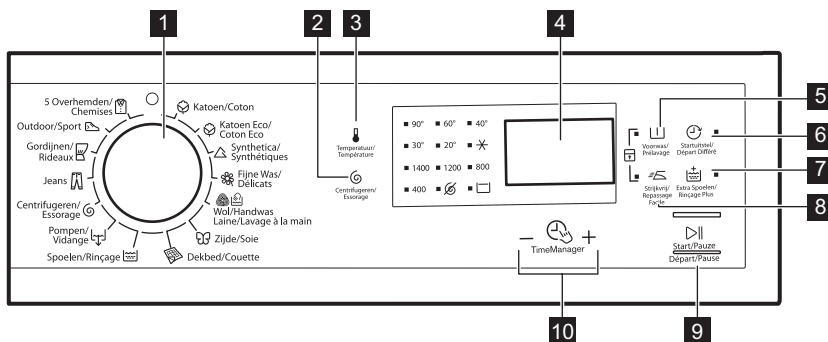 1
2
3
4
5
6
7
8
9
10
5 Overhemden/
Chemises
Outdoor/Sport
Gordijnen/
Rideaux
Jeans
Centrifugeren/
Essorage
Pompen/
Vidange
Spoelen/Rinçage
Katoen/Coton
Katoen Eco/
Coton Eco
Synthetica/
Synthétiques
Fijne Was/
Délicats
Wol/Handwas
Laine/Lavage à la main
Zijde/Soie
Dekbed/Couette
Temperatuur/
Température
Centrifugeren/
Essorage
90° 60° 40°
30° 20°
1400 1200 800
400
TimeManager
Voorwas/
Prélavage
Startuitstel/
Départ Différé
Strijkvrij/
Repassage
Facile
Extra Spoelen/
Rinçage Plus
Start/Pauze
Départ/Pause